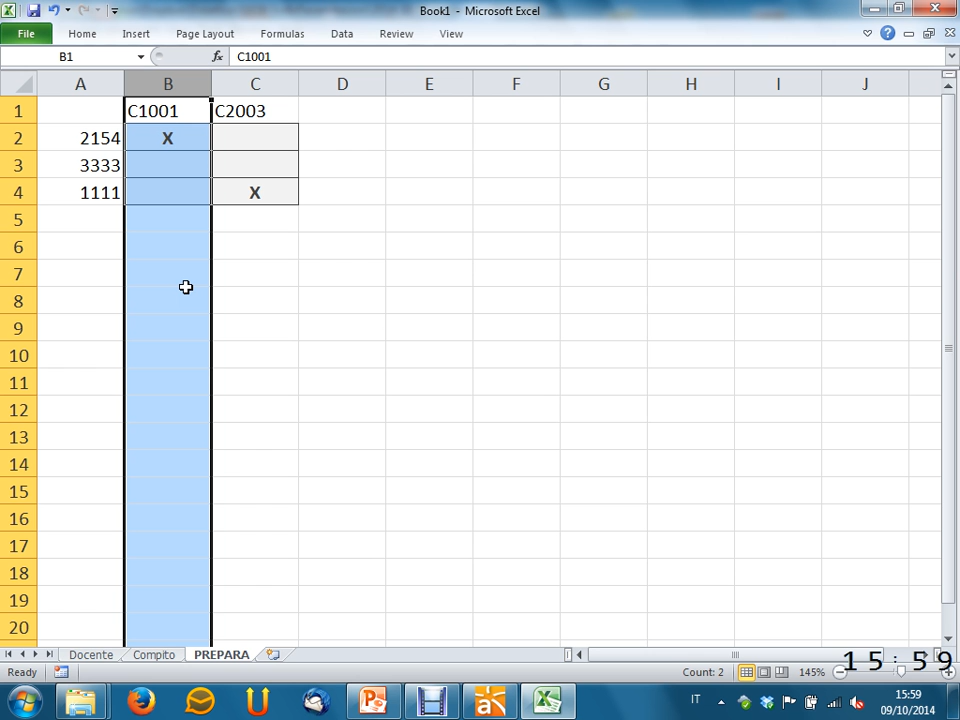 Book1 - Microsoft Excel
File Home Insert Page Layout Formulas Data Review View
B1 fx C1001
A B C D E F G H I J
1 C1001 C2003
2 2154 X
3 3333
4 1111 X
5
6
7
8
9
10
11
12
13
14
15
16
17
18
19
20
Docente Compito PREPARA
Ready Count: 2 145% 15:59
IT 15:59
09/10/2014